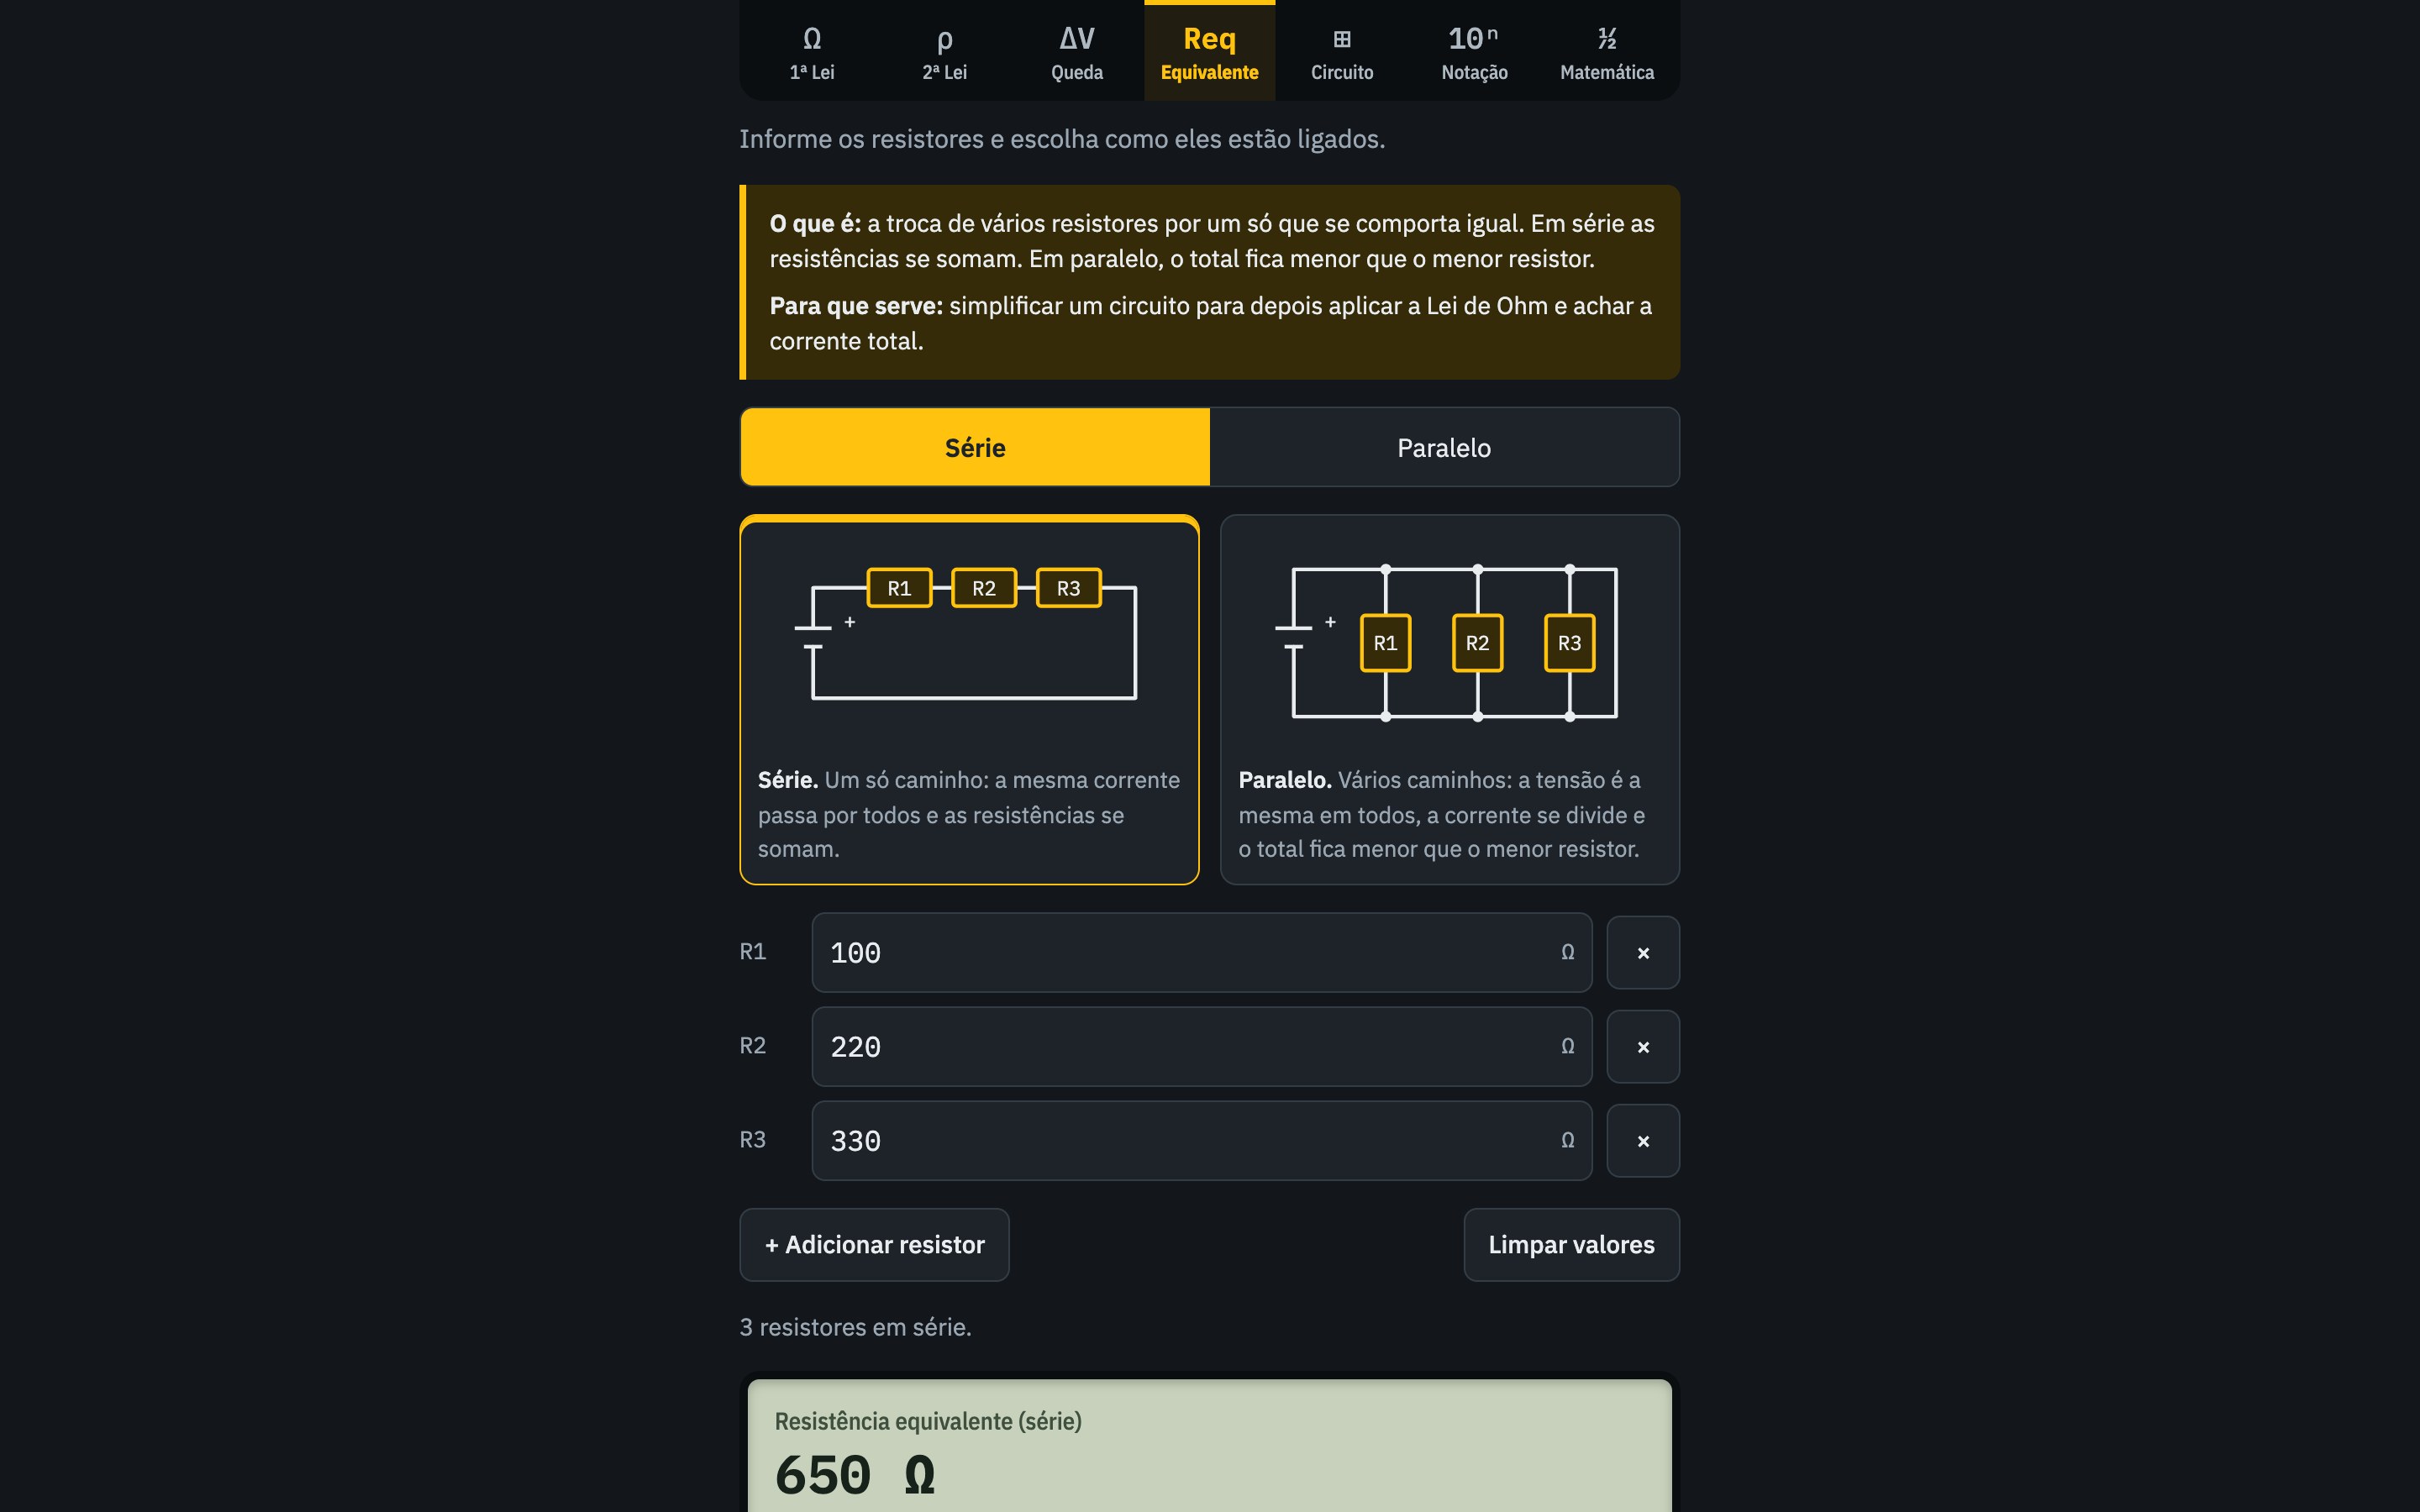 Ω
1ª Lei
ρ
2ª Lei
ΔV
Queda
Req
Equivalente
⊞
Circuito
10ⁿ
Notação
½
Matemática
Informe os resistores e escolha como eles estão ligados.
O que é: a troca de vários resistores por um só que se comporta igual. Em série as
resistências se somam. Em paralelo, o total fica menor que o menor resistor.
Para que serve: simplificar um circuito para depois aplicar a Lei de Ohm e achar a
corrente total.
Série
Paralelo
R1 R2 R3
+
Série. Um só caminho: a mesma corrente
passa por todos e as resistências se
somam.
+
R1 R2 R3
Paralelo. Vários caminhos: a tensão é a
mesma em todos, a corrente se divide e
o total fica menor que o menor resistor.
R1 100 Ω ×
R2 220 Ω ×
R3 330 Ω ×
+ Adicionar resistor
Limpar valores
3 resistores em série.
Resistência equivalente (série)
650 Ω